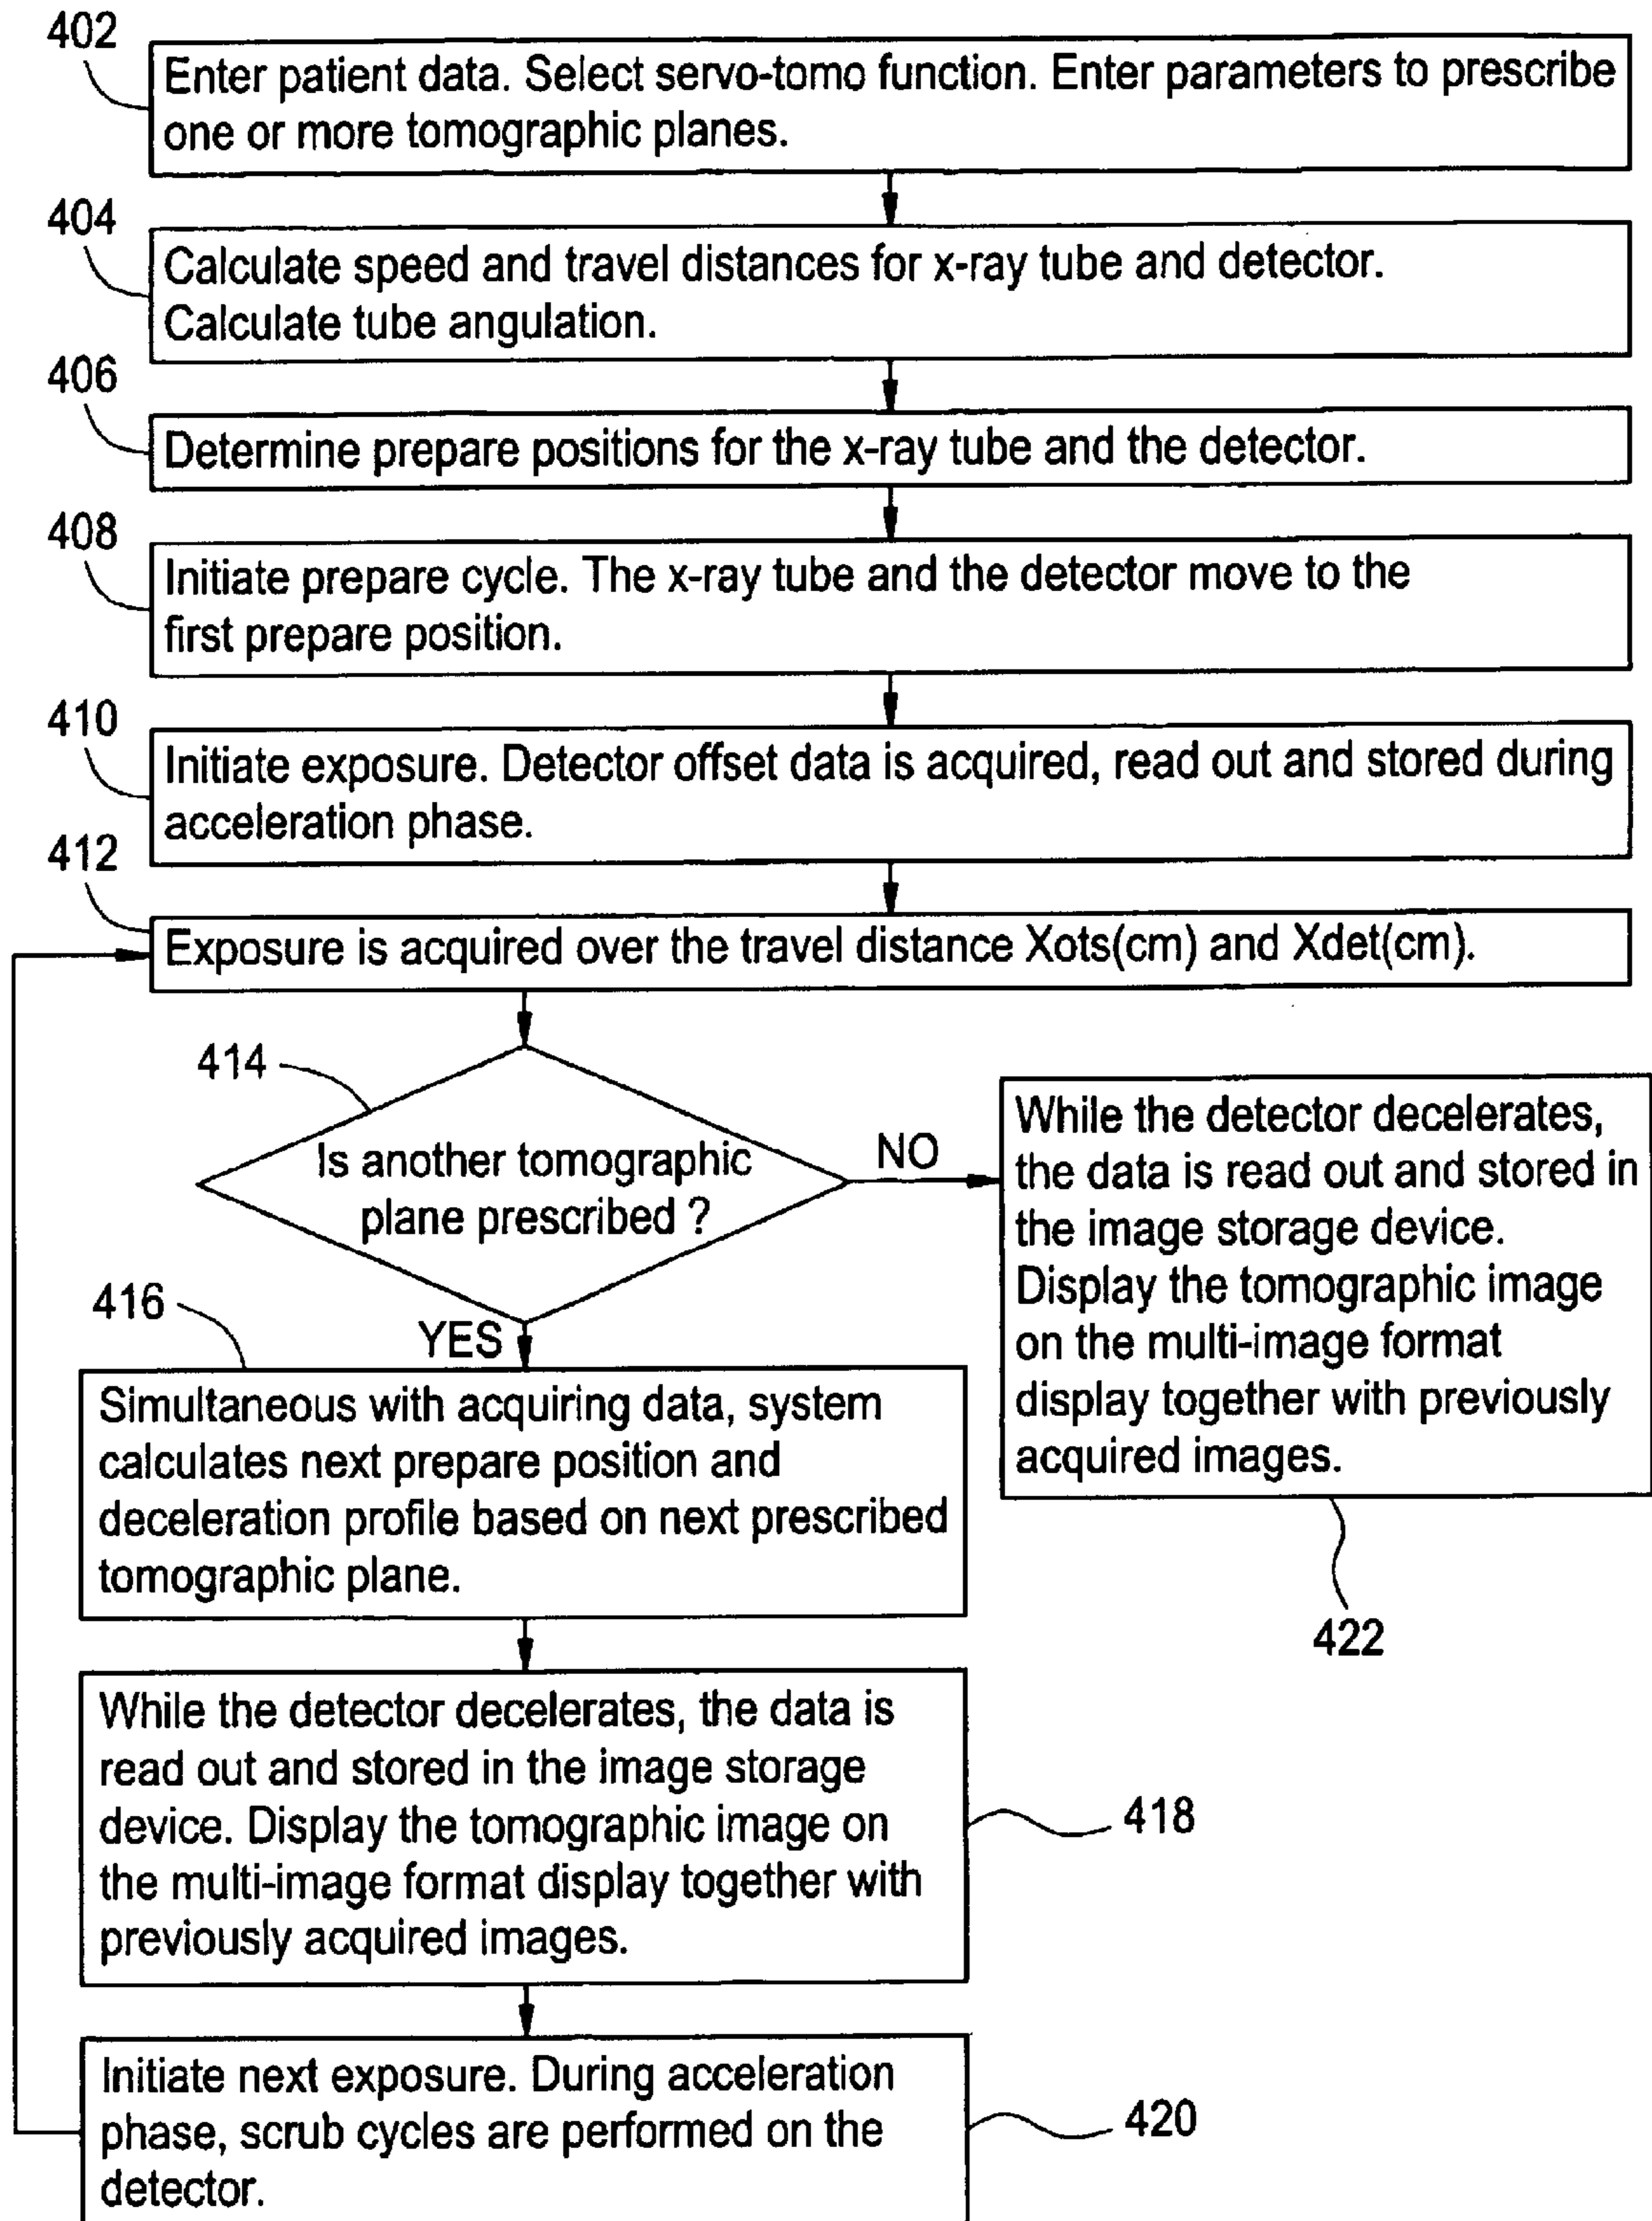 402
Enter patient data. Select servo-tomo function. Enter parameters to prescribe
one or more tomographic planes.
404
Calculate speed and travel distances for x-ray tube and detector.
Calculate tube angulation.
406
Determine prepare positions for the x-ray tube and the detector.
408
Initiate prepare cycle. The x-ray tube and the detector move to the
first prepare position.
410
Initiate exposure. Detector offset data is acquired, read out and stored during
acceleration phase.
412
Exposure is acquired over the travel distance Xots(cm) and Xdet(cm).
414
Is another tomographic
plane prescribed ?
NO
While the detector decelerates,
the data is read out and stored in
the image storage device.
Display the tomographic image
on the multi-image format
display together with previously
acquired images.
422
YES
416
Simultaneous with acquiring data, system
calculates next prepare position and
deceleration profile based on next prescribed
tomographic plane.
While the detector decelerates, the data is
read out and stored in the image storage
device. Display the tomographic image on
the multi-image format display together with
previously acquired images.
418
Initiate next exposure. During acceleration
phase, scrub cycles are performed on the
detector.
420